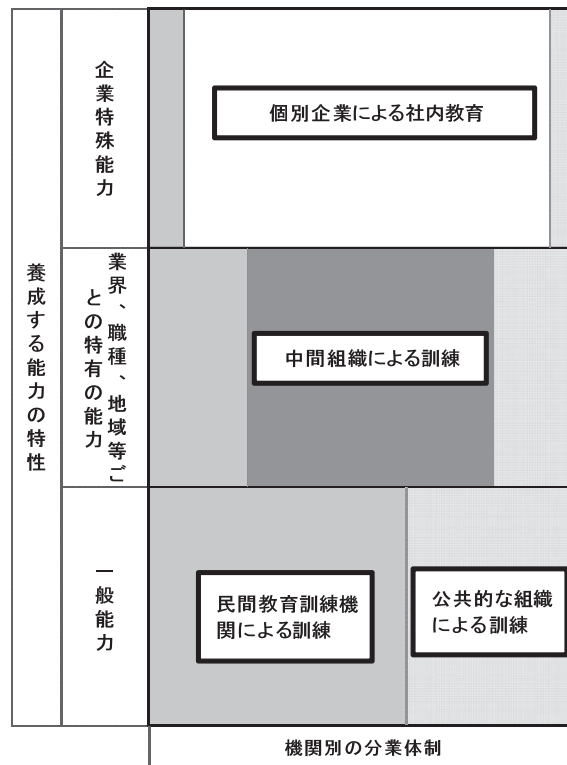 養成する能力の特性
企業特殊能力
個別企業による社内教育
業界、職種、地域等ご
との特有の能力
中間組織による訓練
一般能力
民間教育訓練機
関による訓練
公共的な組織
による訓練
機関別の分業体制